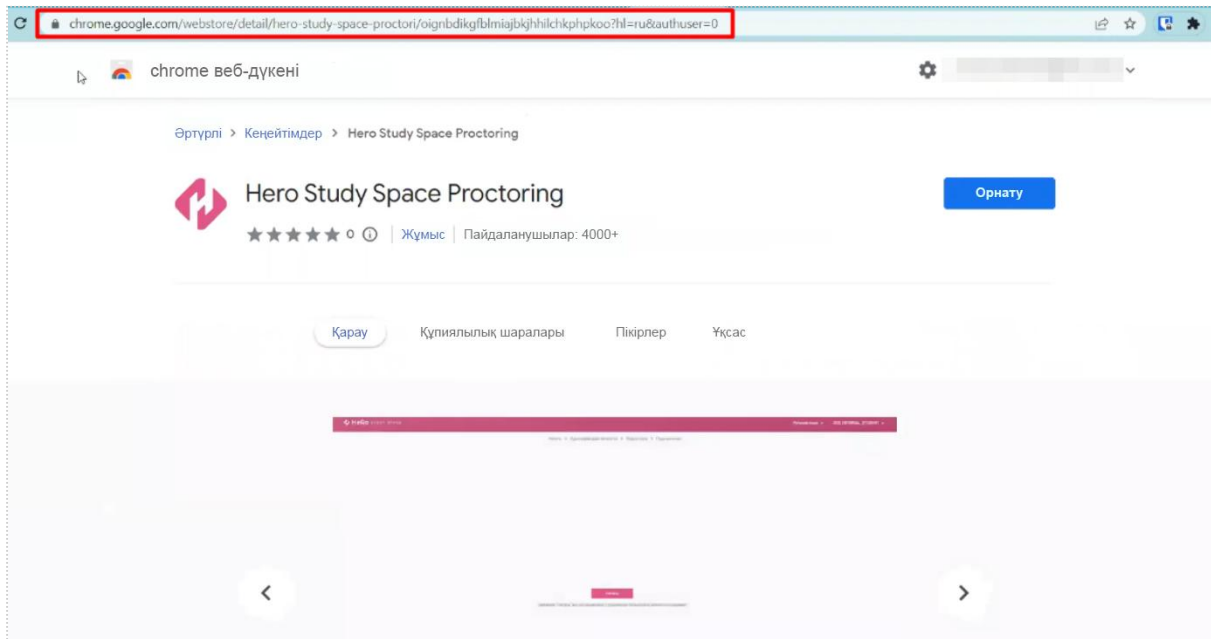 chrome.google.com/webstore/detail/hero-study-space-proctori/oignbdikgfblmiajbkjhhilchkphpkoo?hl=ru&authuser=0
chrome веб-дүкені
Әртүрлі > Кеңейтімдер > Hero Study Space Proctoring
Hero Study Space Proctoring
Орнату
0 Жұмыс Пайдаланушылар: 4000+
Қарау Құпиялылық шаралары Пікірлер Ұқсас